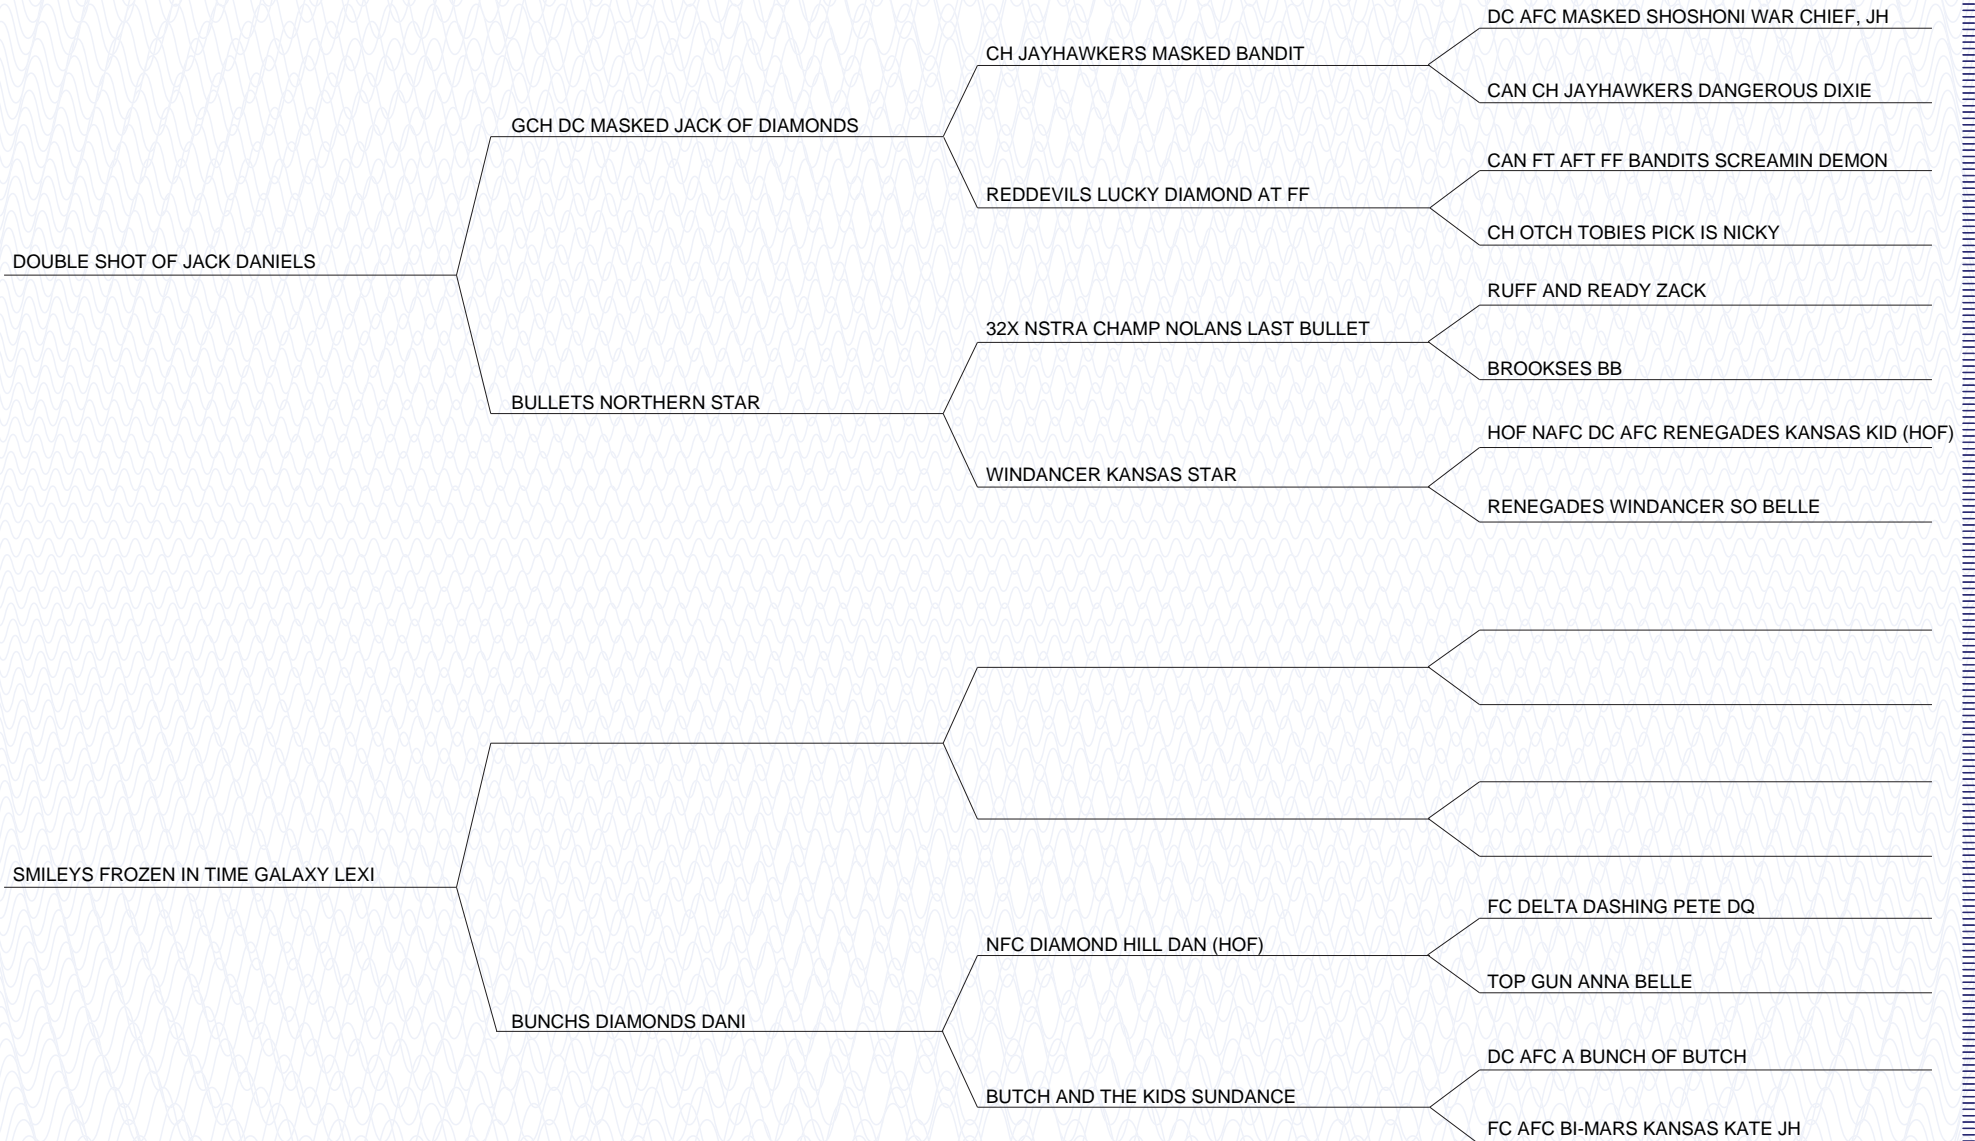 DC AFC MASKED SHOSHONI WAR CHIEF, JH
CH JAYHAWKERS MASKED BANDIT
CAN CH JAYHAWKERS DANGEROUS DIXIE
GCH DC MASKED JACK OF DIAMONDS
CAN FT AFT FF BANDITS SCREAMIN DEMON
REDDEVILS LUCKY DIAMOND AT FF
CH OTCH TOBIES PICK IS NICKY
DOUBLE SHOT OF JACK DANIELS
RUFF AND READY ZACK
32X NSTRA CHAMP NOLANS LAST BULLET
BROOKSES BB
BULLETS NORTHERN STAR
HOF NAFC DC AFC RENEGADES KANSAS KID (HOF)
WINDANCER KANSAS STAR
RENEGADES WINDANCER SO BELLE
SMILEYS FROZEN IN TIME GALAXY LEXI
FC DELTA DASHING PETE DQ
NFC DIAMOND HILL DAN (HOF)
TOP GUN ANNA BELLE
BUNCHS DIAMONDS DANI
DC AFC A BUNCH OF BUTCH
BUTCH AND THE KIDS SUNDANCE
FC AFC BI-MARS KANSAS KATE JH